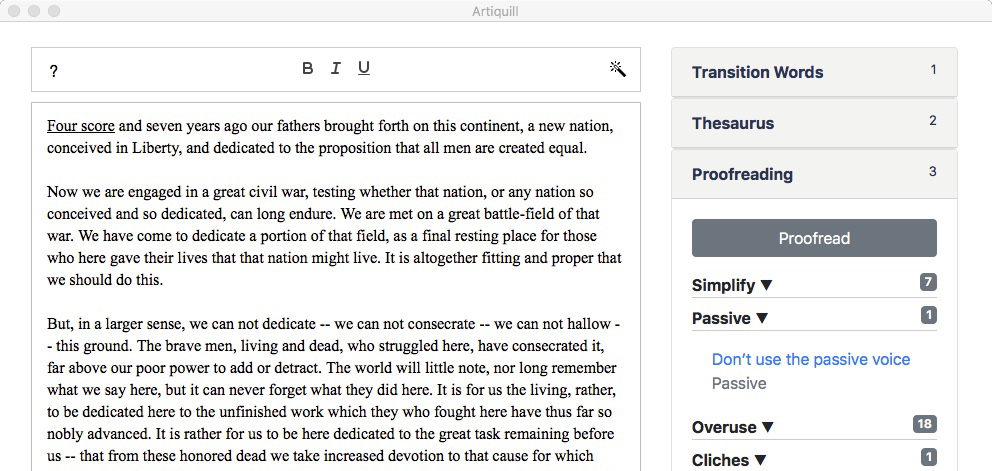 Artiquill
?
B I U
Four score and seven years ago our fathers brought forth on this continent, a new nation,
conceived in Liberty, and dedicated to the proposition that all men are created equal.
Now we are engaged in a great civil war, testing whether that nation, or any nation so
conceived and so dedicated, can long endure. We are met on a great battle-field of that
war. We have come to dedicate a portion of that field, as a final resting place for those
who here gave their lives that that nation might live. It is altogether fitting and proper that
we should do this.
But, in a larger sense, we can not dedicate -- we can not consecrate -- we can not hallow -
- this ground. The brave men, living and dead, who struggled here, have consecrated it,
far above our poor power to add or detract. The world will little note, nor long remember
what we say here, but it can never forget what they did here. It is for us the living, rather,
to be dedicated here to the unfinished work which they who fought here have thus far so
nobly advanced. It is rather for us to be here dedicated to the great task remaining before
us -- that from these honored dead we take increased devotion to that cause for which
Transition Words 1
Thesaurus 2
Proofreading 3
Proofread
Simplify ▼ 7
Passive ▼ 1
Don't use the passive voice
Passive
Overuse ▼ 18
Cliches ▼ 1